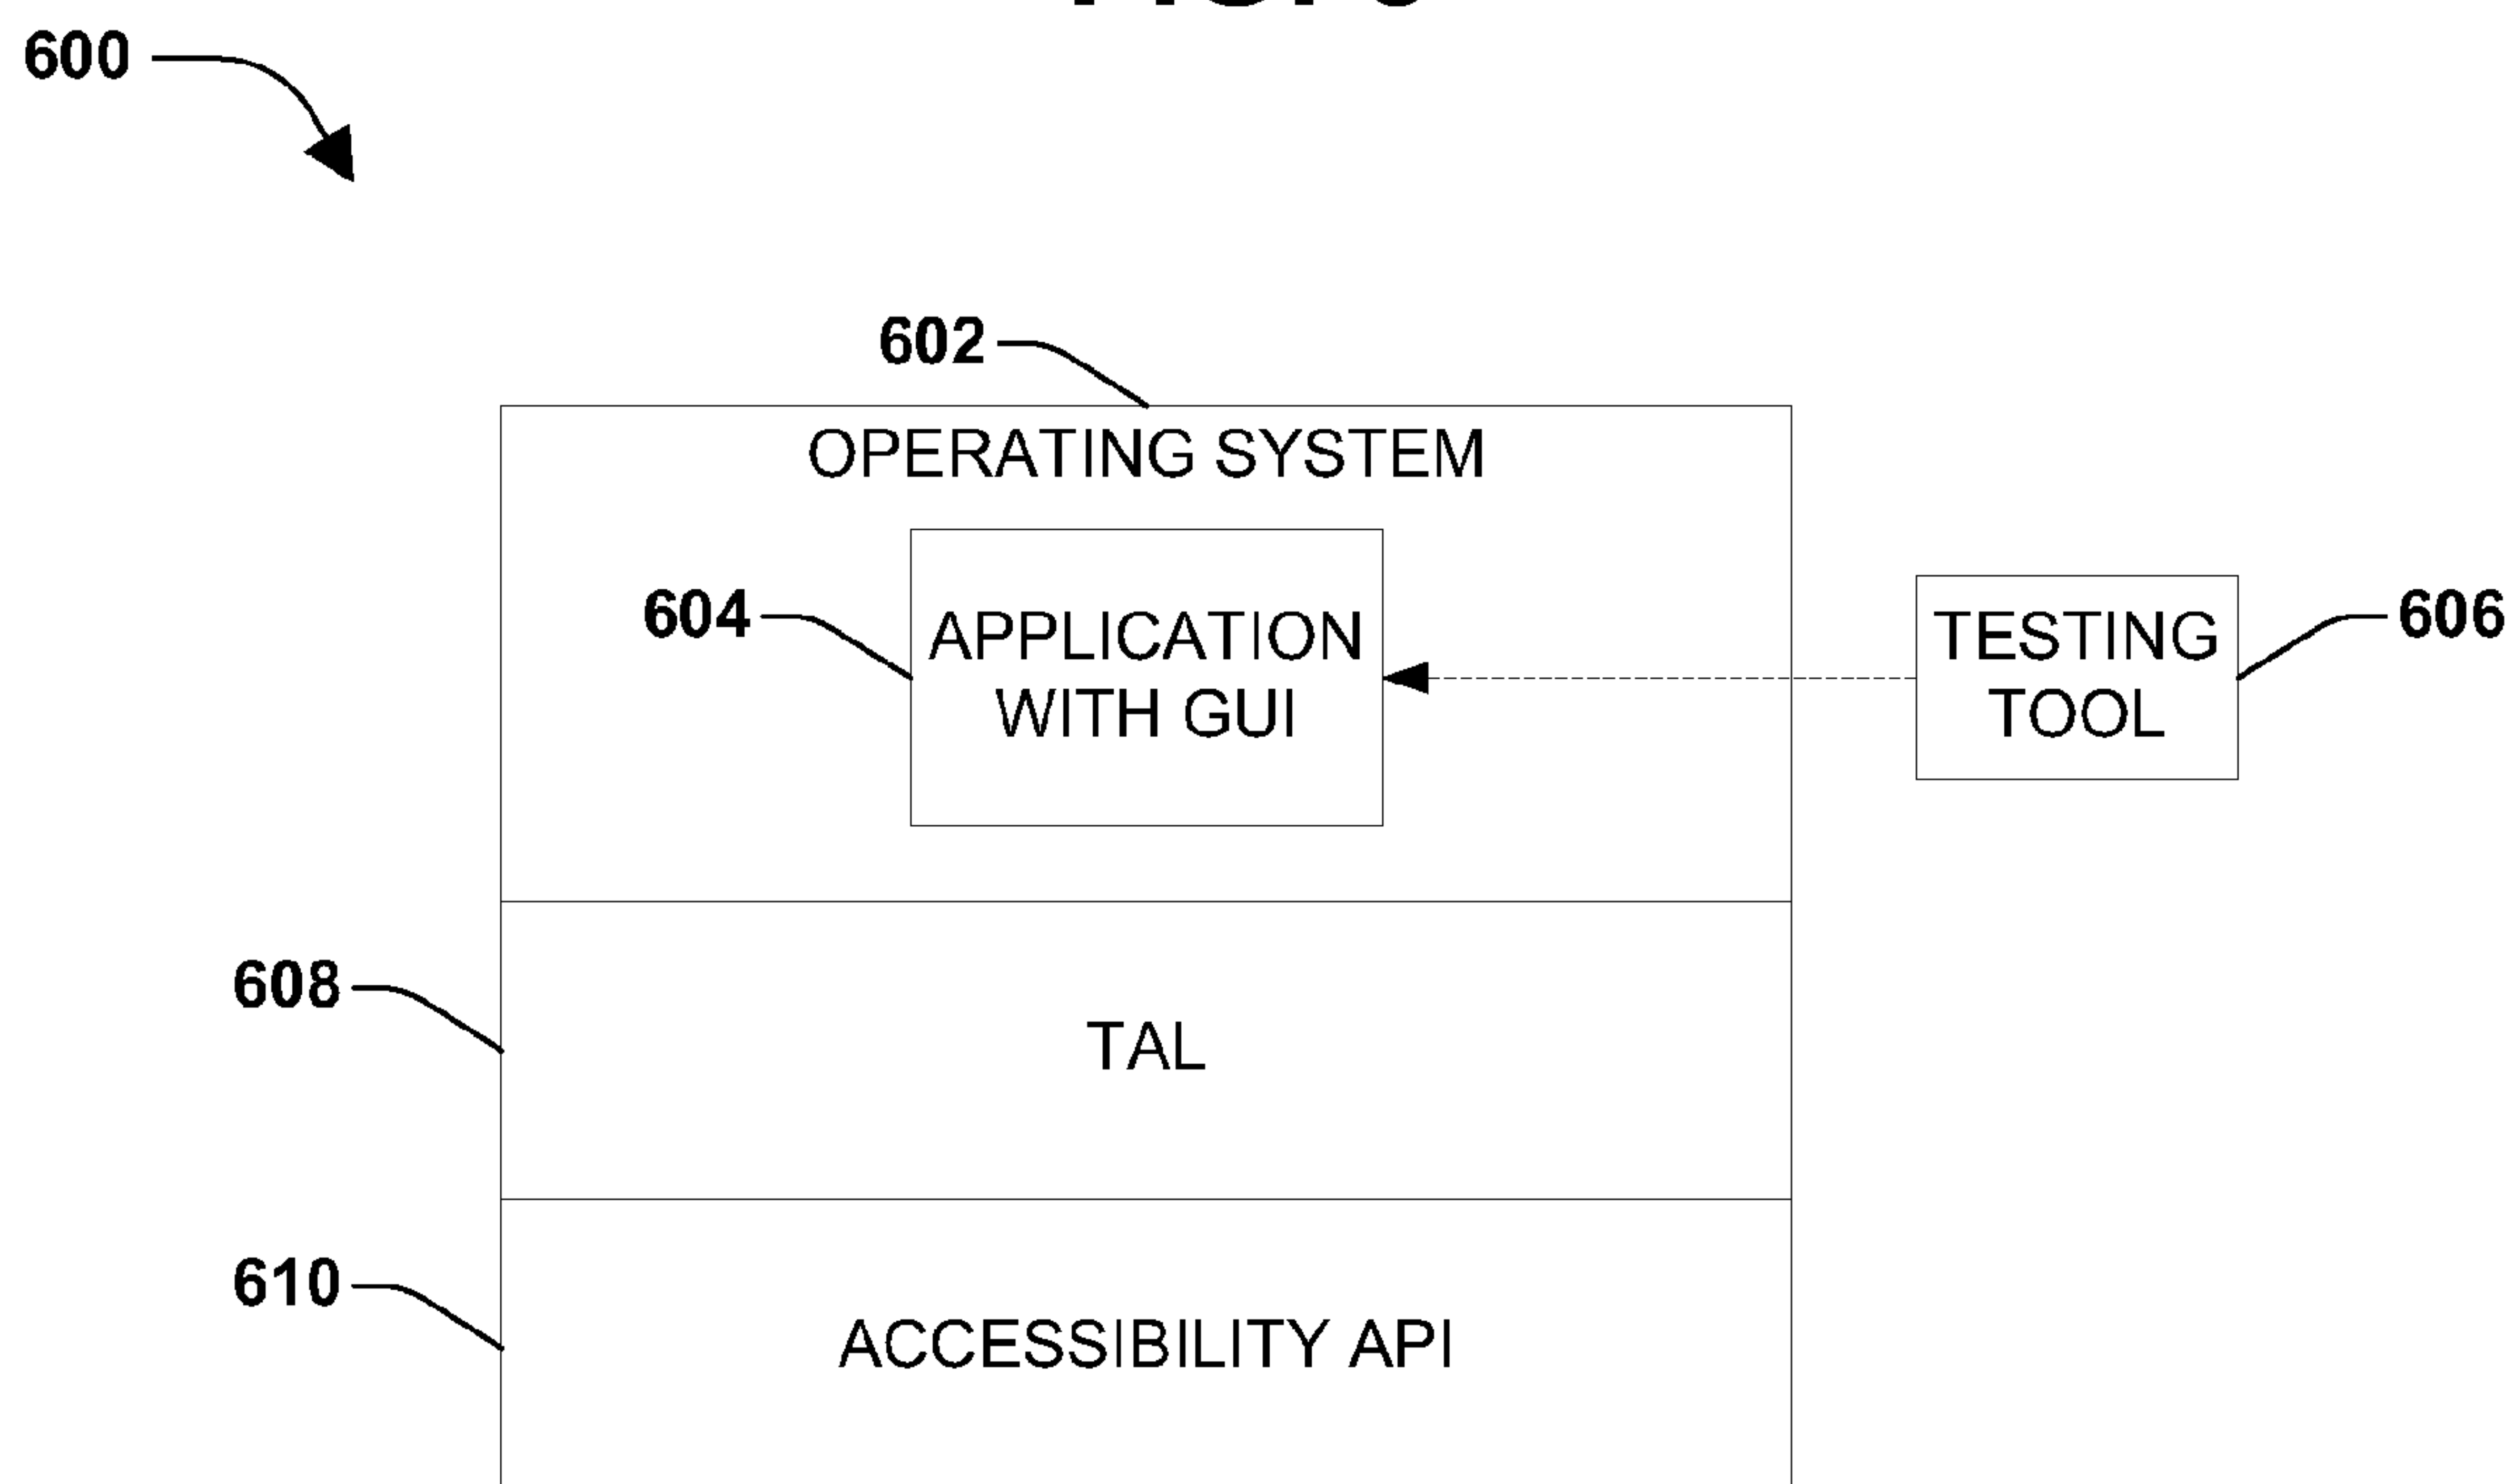 600
602
OPERATING SYSTEM
604
APPLICATION
WITH GUI
TESTING
TOOL
606
608
TAL
610
ACCESSIBILITY API